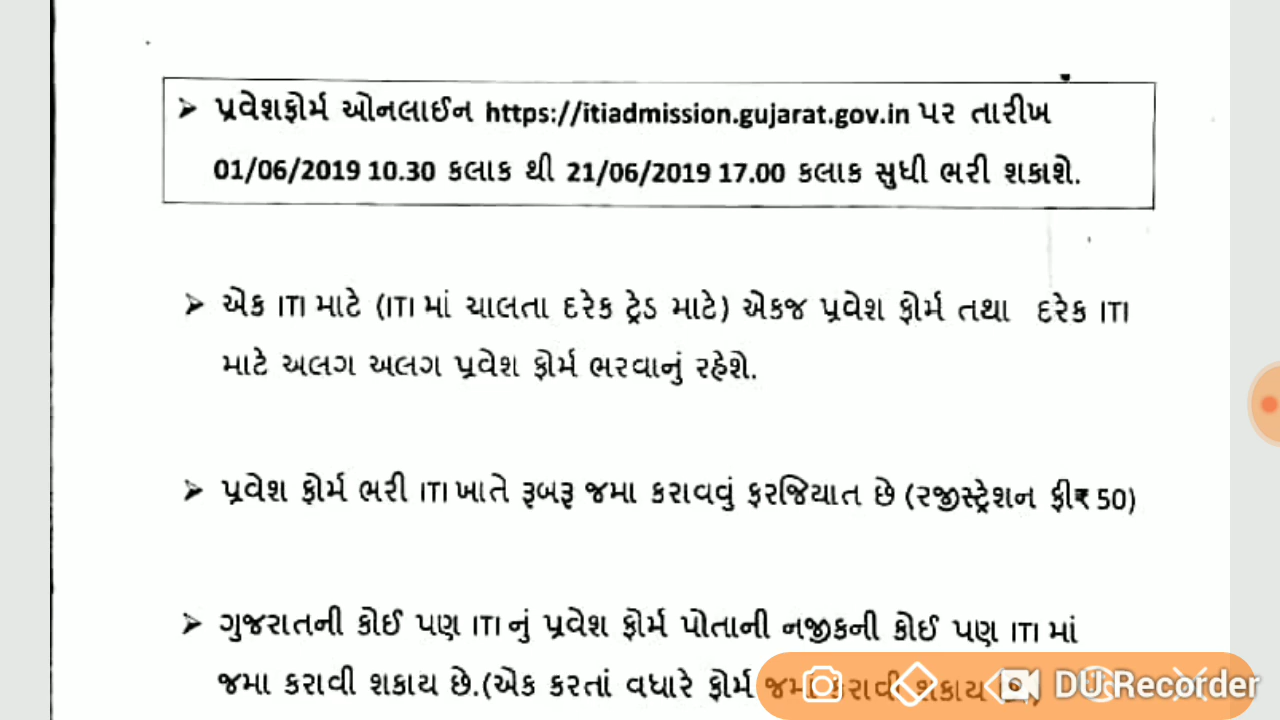 ➢ પ્રવેશફોર્મ ઓનલાઈન https://itiadmission.gujarat.gov.in પર તારીખ
01/06/2019 10.30 કલાક થી 21/06/2019 17.00 કલાક સુધી ભરી શકાશે.
➢ એક ITI માટે (ITI માં ચાલતા દરેક ટ્રેડ માટે) એકજ પ્રવેશ ફોર્મ તથા દરેક ITI
માટે અલગ અલગ પ્રવેશ ફોર્મ ભરવાનું રહેશે.
➢ પ્રવેશ ફોર્મ ભરી ITI ખાતે રૂબરૂ જમા કરાવવું ફરજિયાત છે (રજીસ્ટ્રેશન ફી₹ 50)
➢ ગુજરાતની કોઈ પણ ITI નું પ્રવેશ ફોર્મ પોતાની નજીકની કોઈ પણ ITI માં
જમા કરાવી શકાય છે.(એક કરતાં વધારે ફોર્મ જમા કરાવી શકાય છે)
DU Recorder